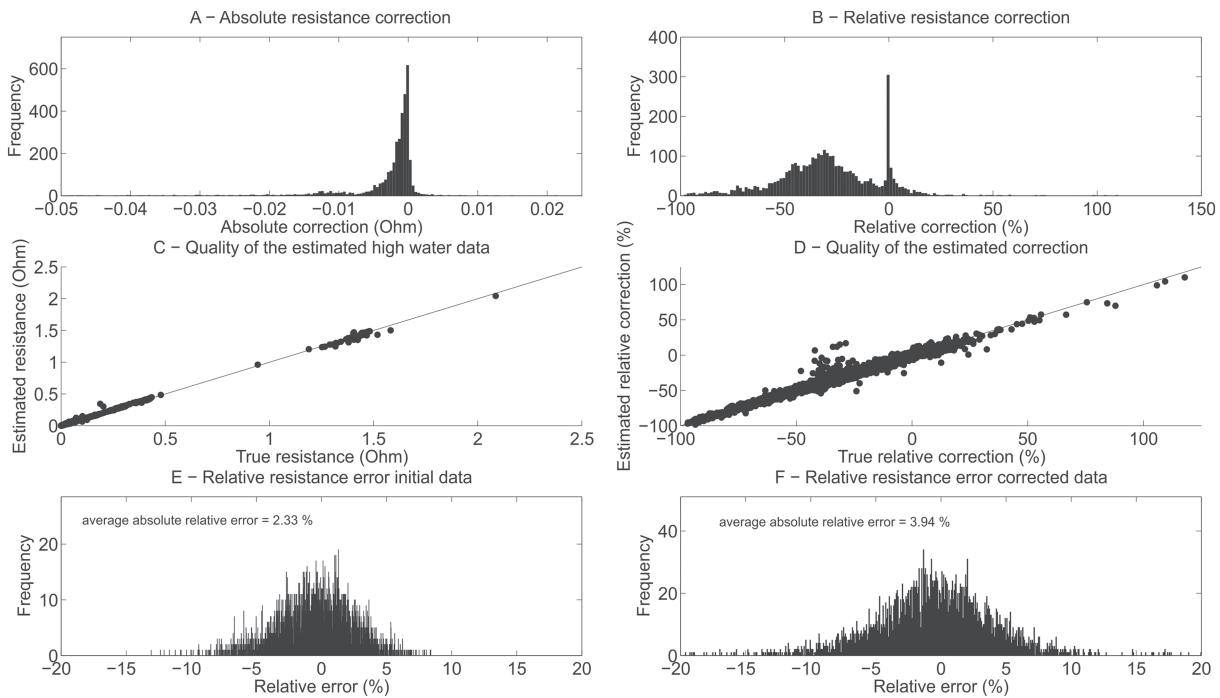 A − Absolute resistance correction
Frequency
600
400
200
0
−0.05 −0.04 −0.03 −0.02 −0.01 0 0.01 0.02
Absolute correction (Ohm)
B − Relative resistance correction
Frequency
400
300
200
100
0
−100 −50 0 50 100 150
Relative correction (%)
C − Quality of the estimated high water data
Estimated resistance (Ohm)
2.5
2
1.5
1
0.5
0
0 0.5 1 1.5 2 2.5
True resistance (Ohm)
D − Quality of the estimated correction
Estimated relative correction (%)
100
50
0
−50
−100
−100 −50 0 50 100
True relative correction (%)
E − Relative resistance error initial data
average absolute relative error = 2.33 %
Frequency
20
10
0
−20 −15 −10 −5 0 5 10 15 20
Relative error (%)
F − Relative resistance error corrected data
average absolute relative error = 3.94 %
Frequency
40
20
0
−20 −15 −10 −5 0 5 10 15 20
Relative error (%)